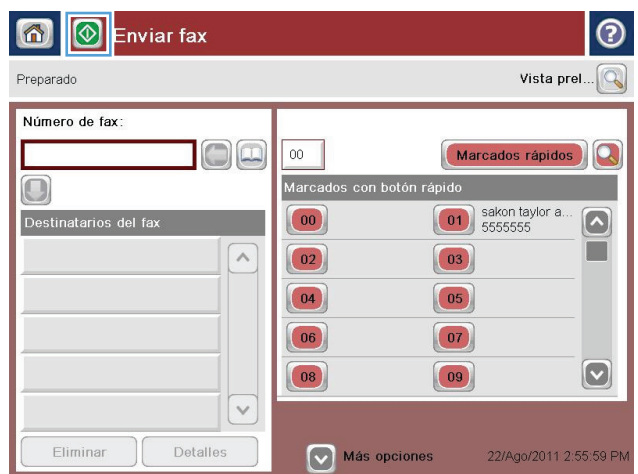 Enviar fax
Preparado
Vista prel...
Número de fax:
00
Marcados rápidos
Marcados con botón rápido
00
01
sakon taylor a...
5555555
Destinatarios del fax
02
03
04
05
06
07
08
09
Eliminar
Detalles
Más opciones
22/Ago/2011 2:55:59 PM